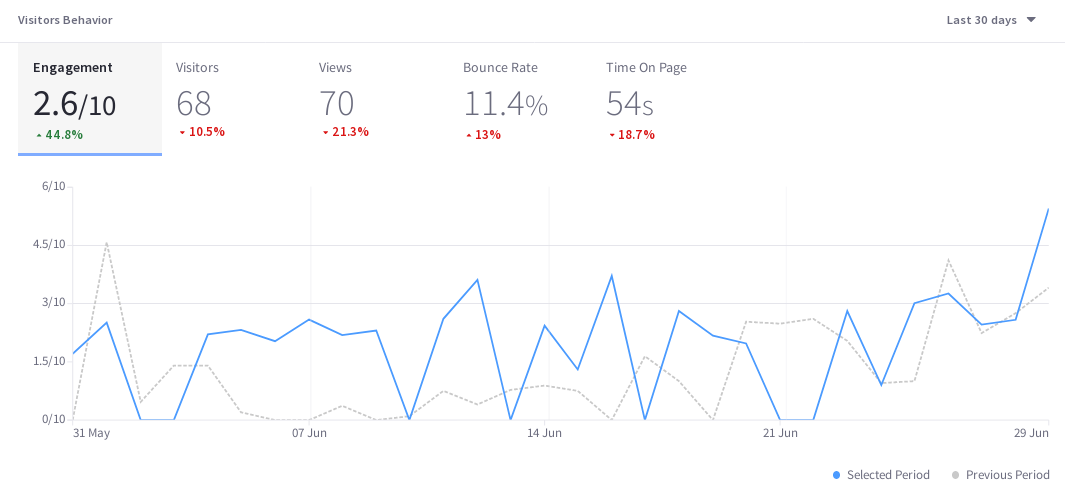 Visitors Behavior
Last 30 days
Engagement Visitors Views Bounce Rate Time On Page
2.6/10 68 70 11.4% 54s
44.8% 10.5% 21.3% 13% 18.7%
6/10
4.5/10
3/10
1.5/10
0/10
31 May 07 Jun 14 Jun 21 Jun 29 Jun
Selected Period Previous Period